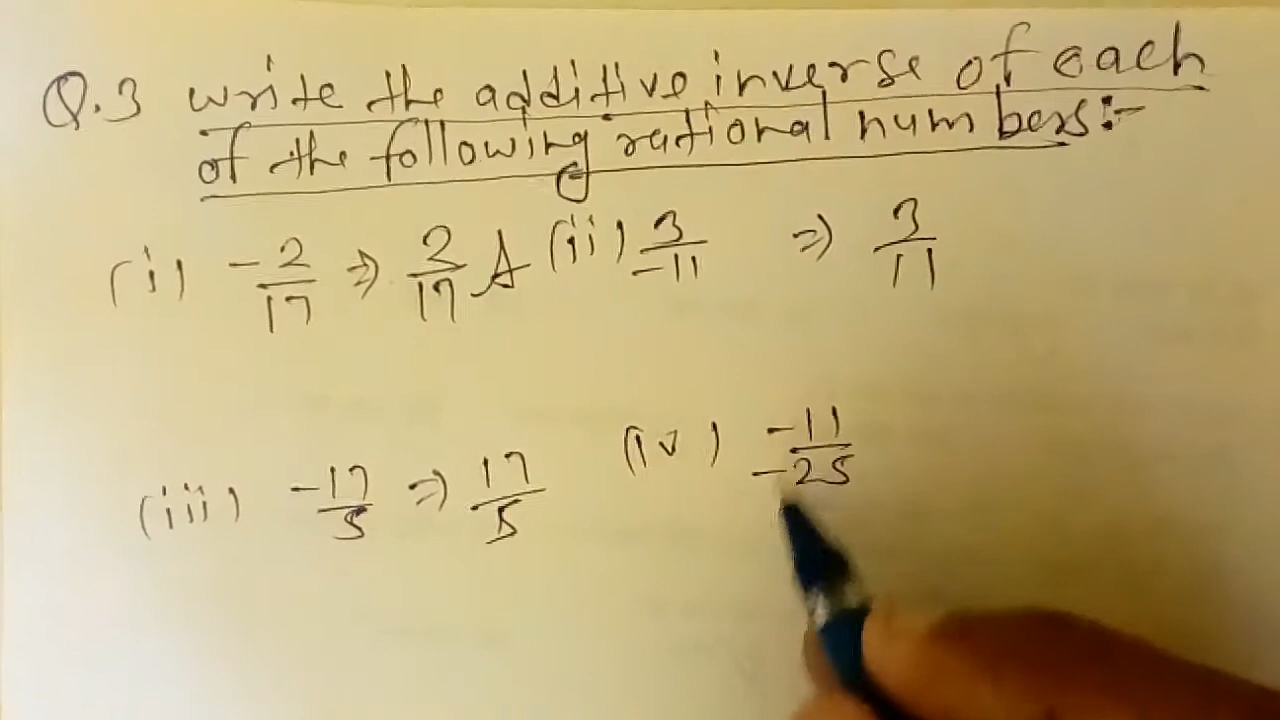 Q.3 write the additive inverse of each
of the following rational numbers:-
(i) -2/17 ⇒ 2/17 A (ii) 3/-11 ⇒ 3/11
(iii) -17/5 ⇒ 17/5 (iv) -11/-25